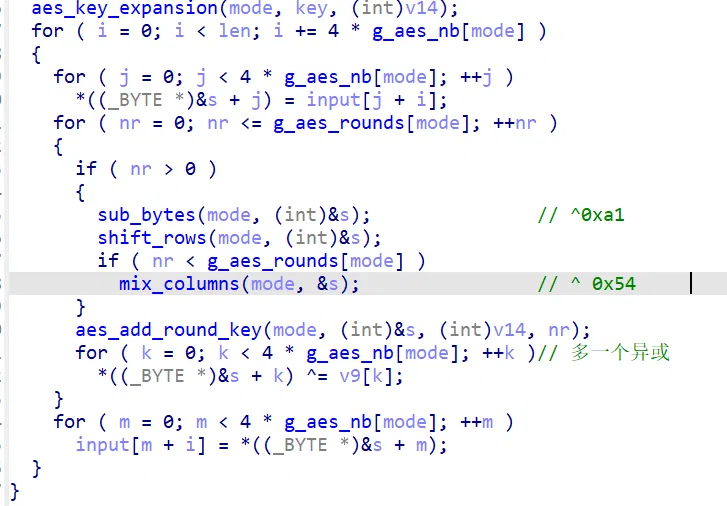 aes_key_expansion(mode, key, (int)v14);
for ( i = 0; i < len; i += 4 * g_aes_nb[mode] )
{
for ( j = 0; j < 4 * g_aes_nb[mode]; ++j )
*((_BYTE *)&s + j) = input[j + i];
for ( nr = 0; nr <= g_aes_rounds[mode]; ++nr )
{
if ( nr > 0 )
{
sub_bytes(mode, (int)&s); // ^0xa1
shift_rows(mode, (int)&s);
if ( nr < g_aes_rounds[mode] )
mix_columns(mode, &s); // ^ 0x54
}
aes_add_round_key(mode, (int)&s, (int)v14, nr);
for ( k = 0; k < 4 * g_aes_nb[mode]; ++k )// 多一个异或
*((_BYTE *)&s + k) ^= v9[k];
}
for ( m = 0; m < 4 * g_aes_nb[mode]; ++m )
input[m + i] = *((_BYTE *)&s + m);
}
}